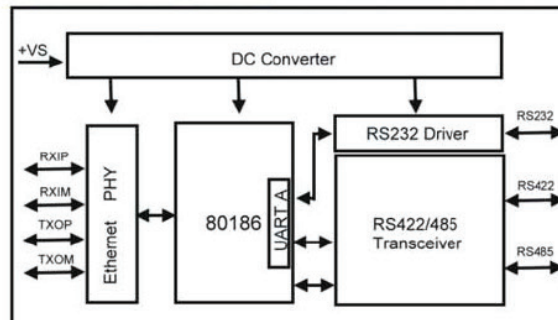 +VS
DC Converter
RS232
RS232 Driver
RXIP
RXIM
TXOP
TXOM
Ethernet PHY
80186
UART A
RS422/485
Transceiver
RS422
RS485